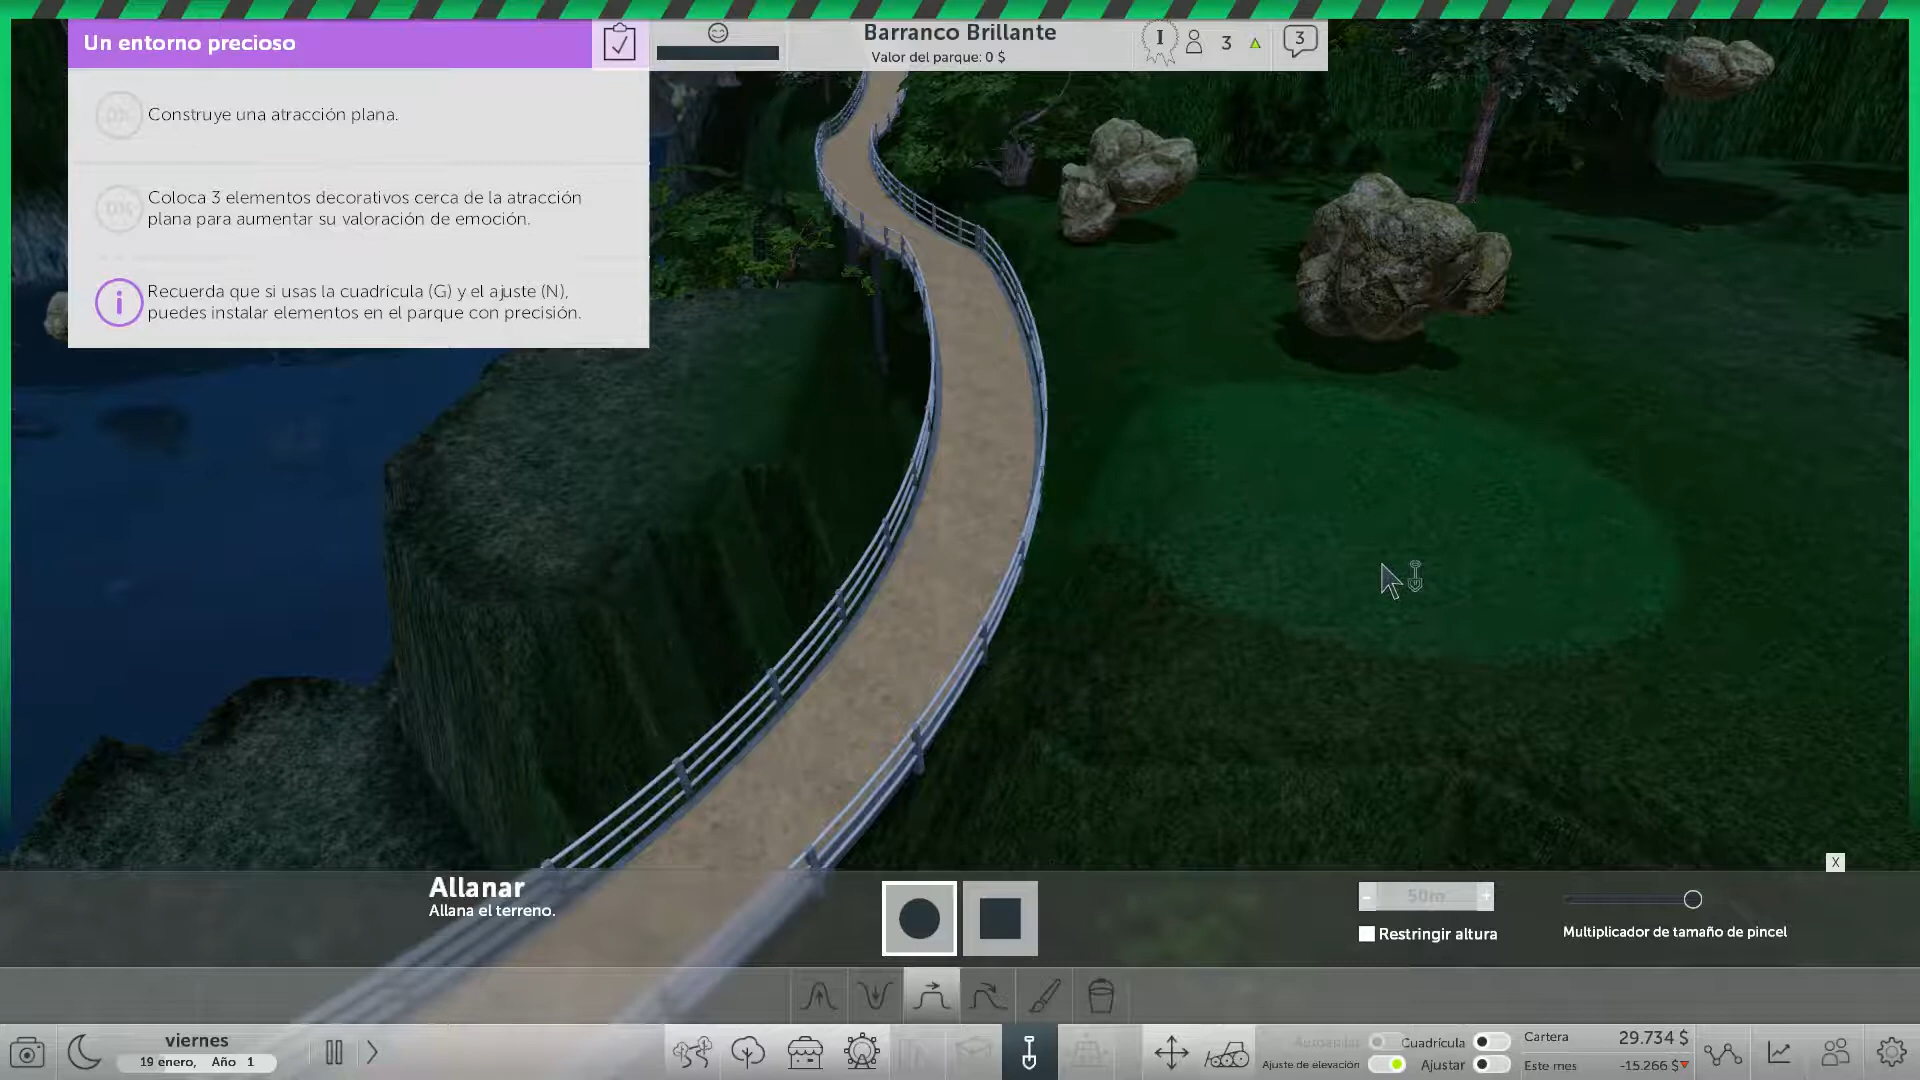 Un entorno precioso
Barranco Brillante
Valor del parque: 0 $
I
3
3
Construye una atracción plana.
Coloca 3 elementos decorativos cerca de la atracción
plana para aumentar su valoración de emoción.
i
Recuerda que si usas la cuadrícula (G) y el ajuste (N),
puedes instalar elementos en el parque con precisión.
X
Allanar
Allana el terreno.
- 50m +
Restringir altura
Multiplicador de tamaño de pincel
viernes
19 enero, Año 1
Cuadrícula
Ajuste de elevación
Ajustar
Cartera 29.734 $
Este mes -15.266 $